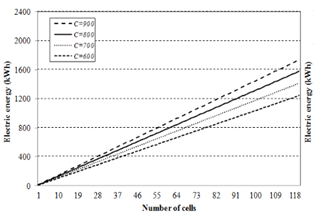 2400
2000
1600
1200
800
400
0
C=900
C=800
C=700
C=600
Electric energy (kWh)
Electric energy (kWh)
1 10 19 28 37 46 55 64 73 82 91 100 109 118
Number of cells